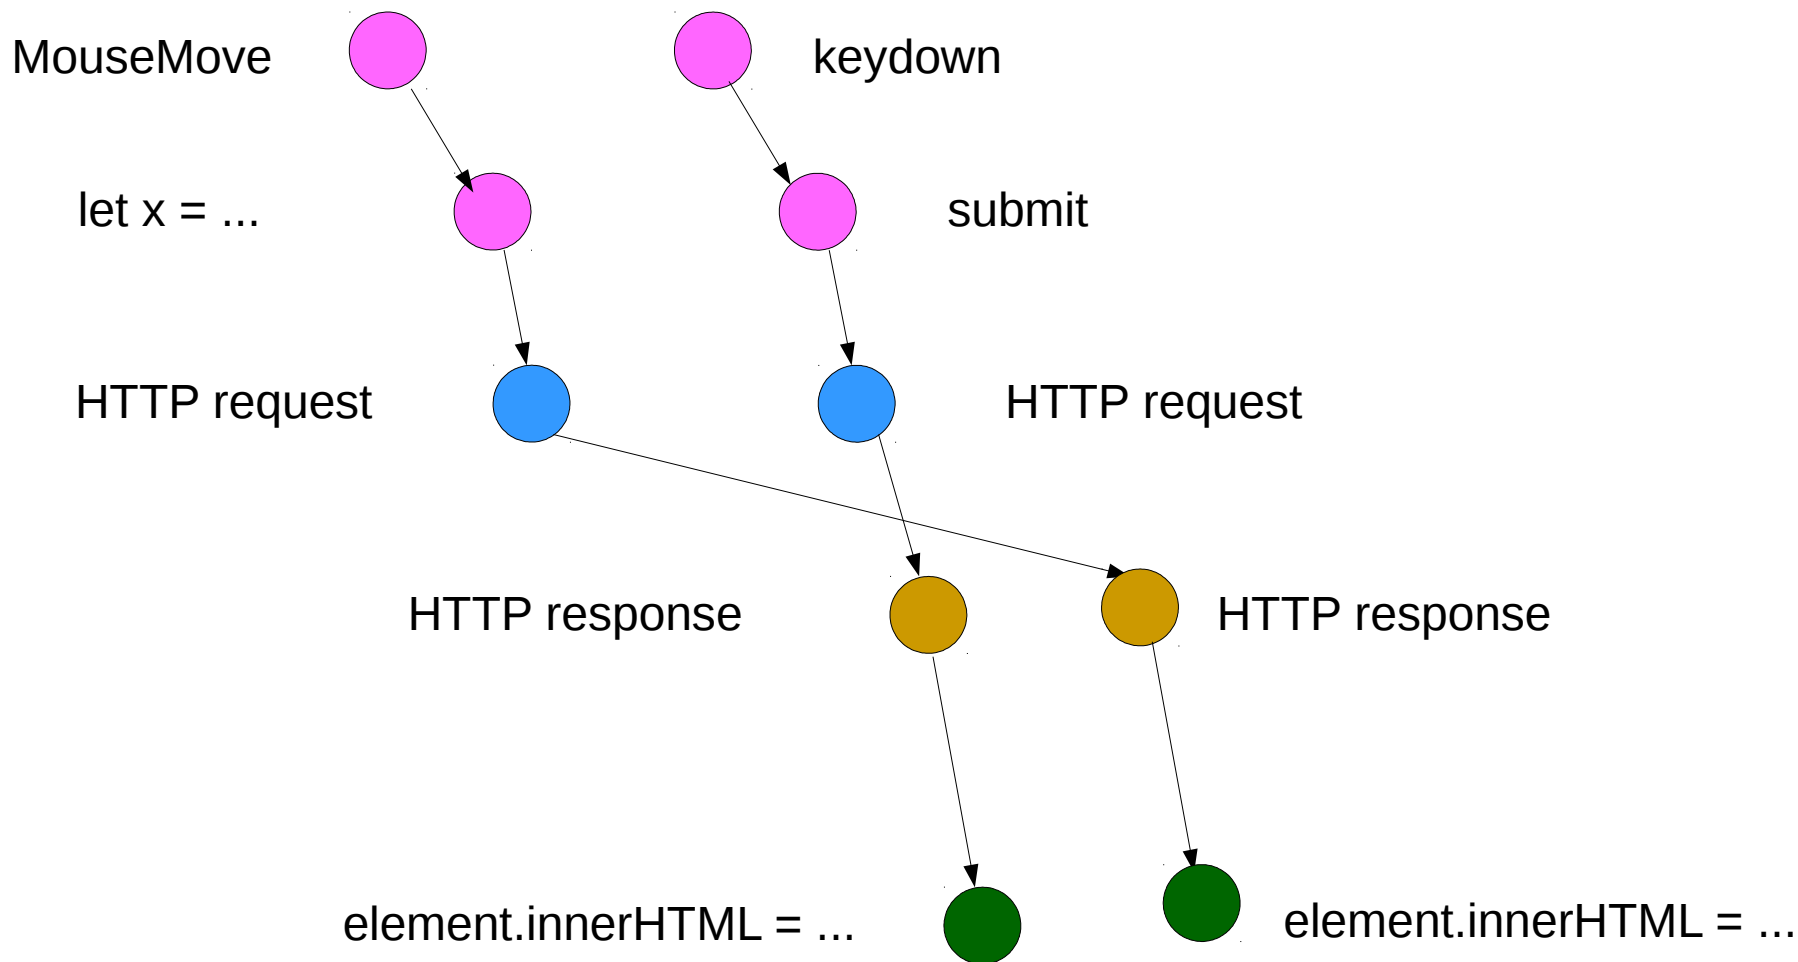 MouseMove
keydown
let x = ...
submit
HTTP request
HTTP request
HTTP response
HTTP response
element.innerHTML = ...
element.innerHTML = ...